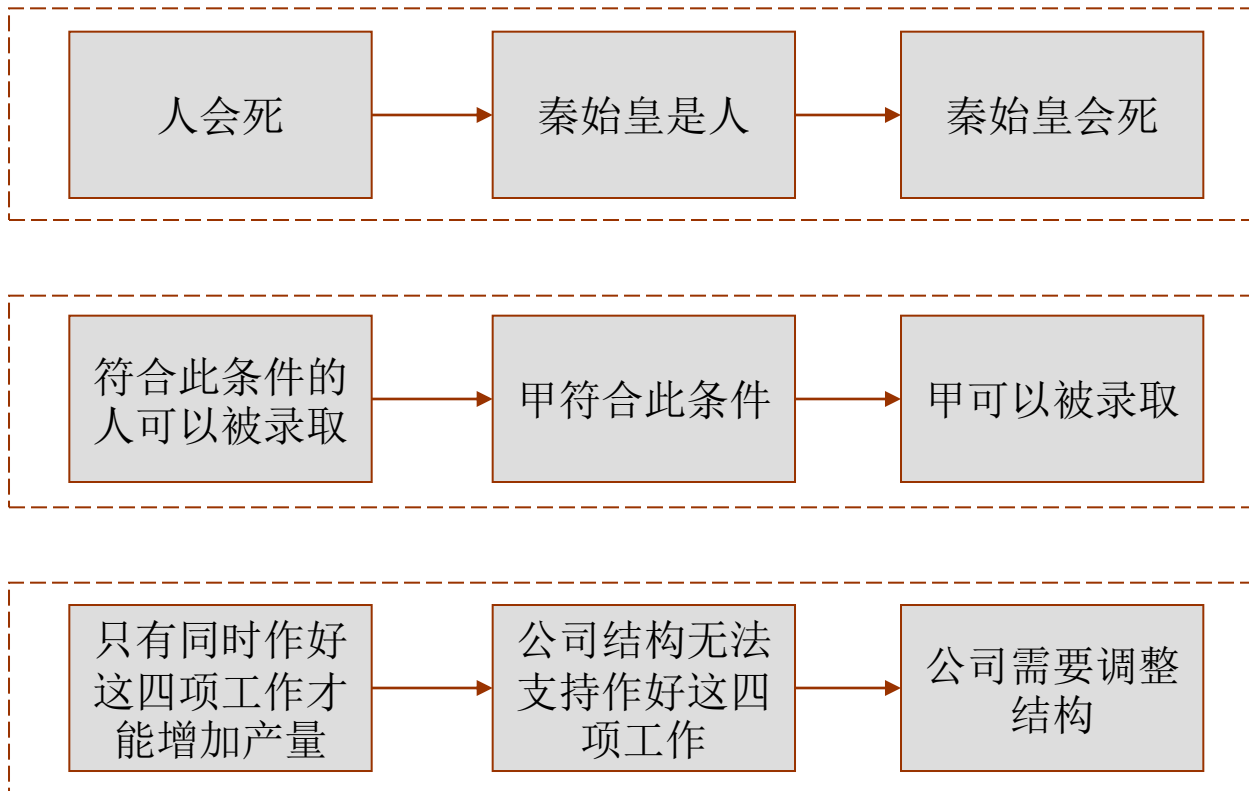 人会死
秦始皇是人
秦始皇会死
符合此条件的
人可以被录取
甲符合此条件
甲可以被录取
只有同时作好
这四项工作才
能增加产量
公司结构无法
支持作好这四
项工作
公司需要调整
结构